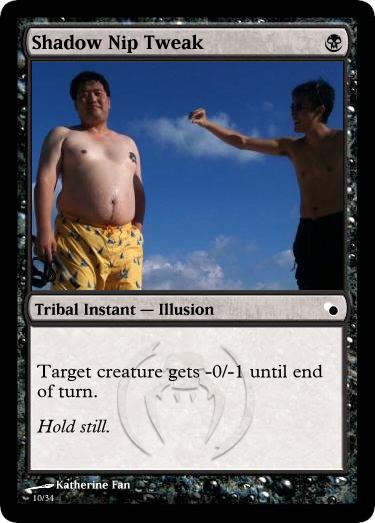 Shadow Nip Tweak
Tribal Instant — Illusion
Target creature gets -0/-1 until end
of turn.
Hold still.
Katherine Fan
10/34